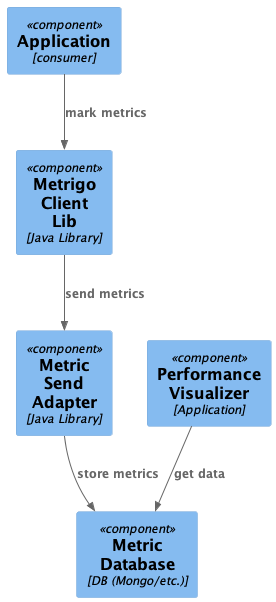 «component»
Application
[consumer]
mark metrics
«component»
Metrigo
Client
Lib
[Java Library]
send metrics
«component»
Metric
Send
Adapter
[Java Library]
«component»
Performance
Visualizer
[Application]
store metrics
get data
«component»
Metric
Database
[DB (Mongo/etc.)]